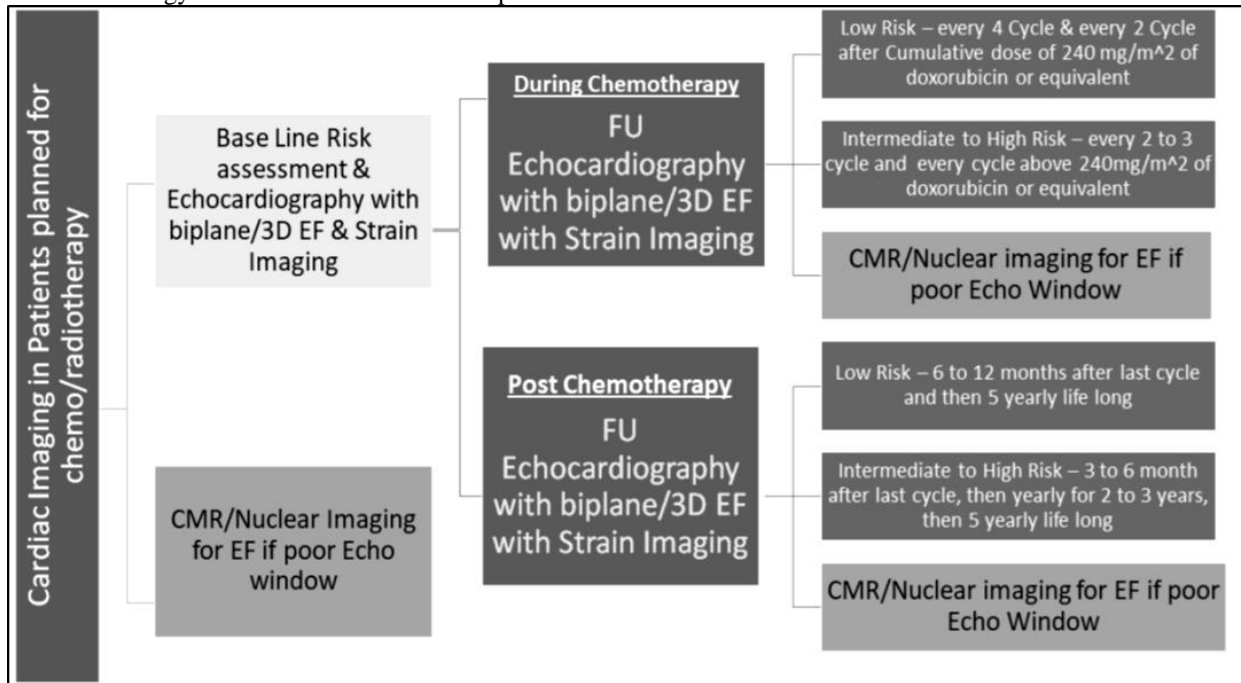 Cardiac Imaging in Patients planned for
chemo/radiotherapy
Base Line Risk
assessment &
Echocardiography with
biplane/3D EF & Strain
Imaging
CMR/Nuclear Imaging
for EF if poor Echo
window
During Chemotherapy
FU
Echocardiography
with biplane/3D EF
with Strain Imaging
Post Chemotherapy
FU
Echocardiography
with biplane/3D EF
with Strain Imaging
Low Risk – every 4 Cycle & every 2 Cycle
after Cumulative dose of 240 mg/m^2 of
doxorubicin or equivalent
Intermediate to High Risk – every 2 to 3
cycle and every cycle above 240mg/m^2 of
doxorubicin or equivalent
CMR/Nuclear imaging for EF if
poor Echo Window
Low Risk – 6 to 12 months after last cycle
and then 5 yearly life long
Intermediate to High Risk – 3 to 6 month
after last cycle, then yearly for 2 to 3 years,
then 5 yearly life long
CMR/Nuclear imaging for EF if poor
Echo Window